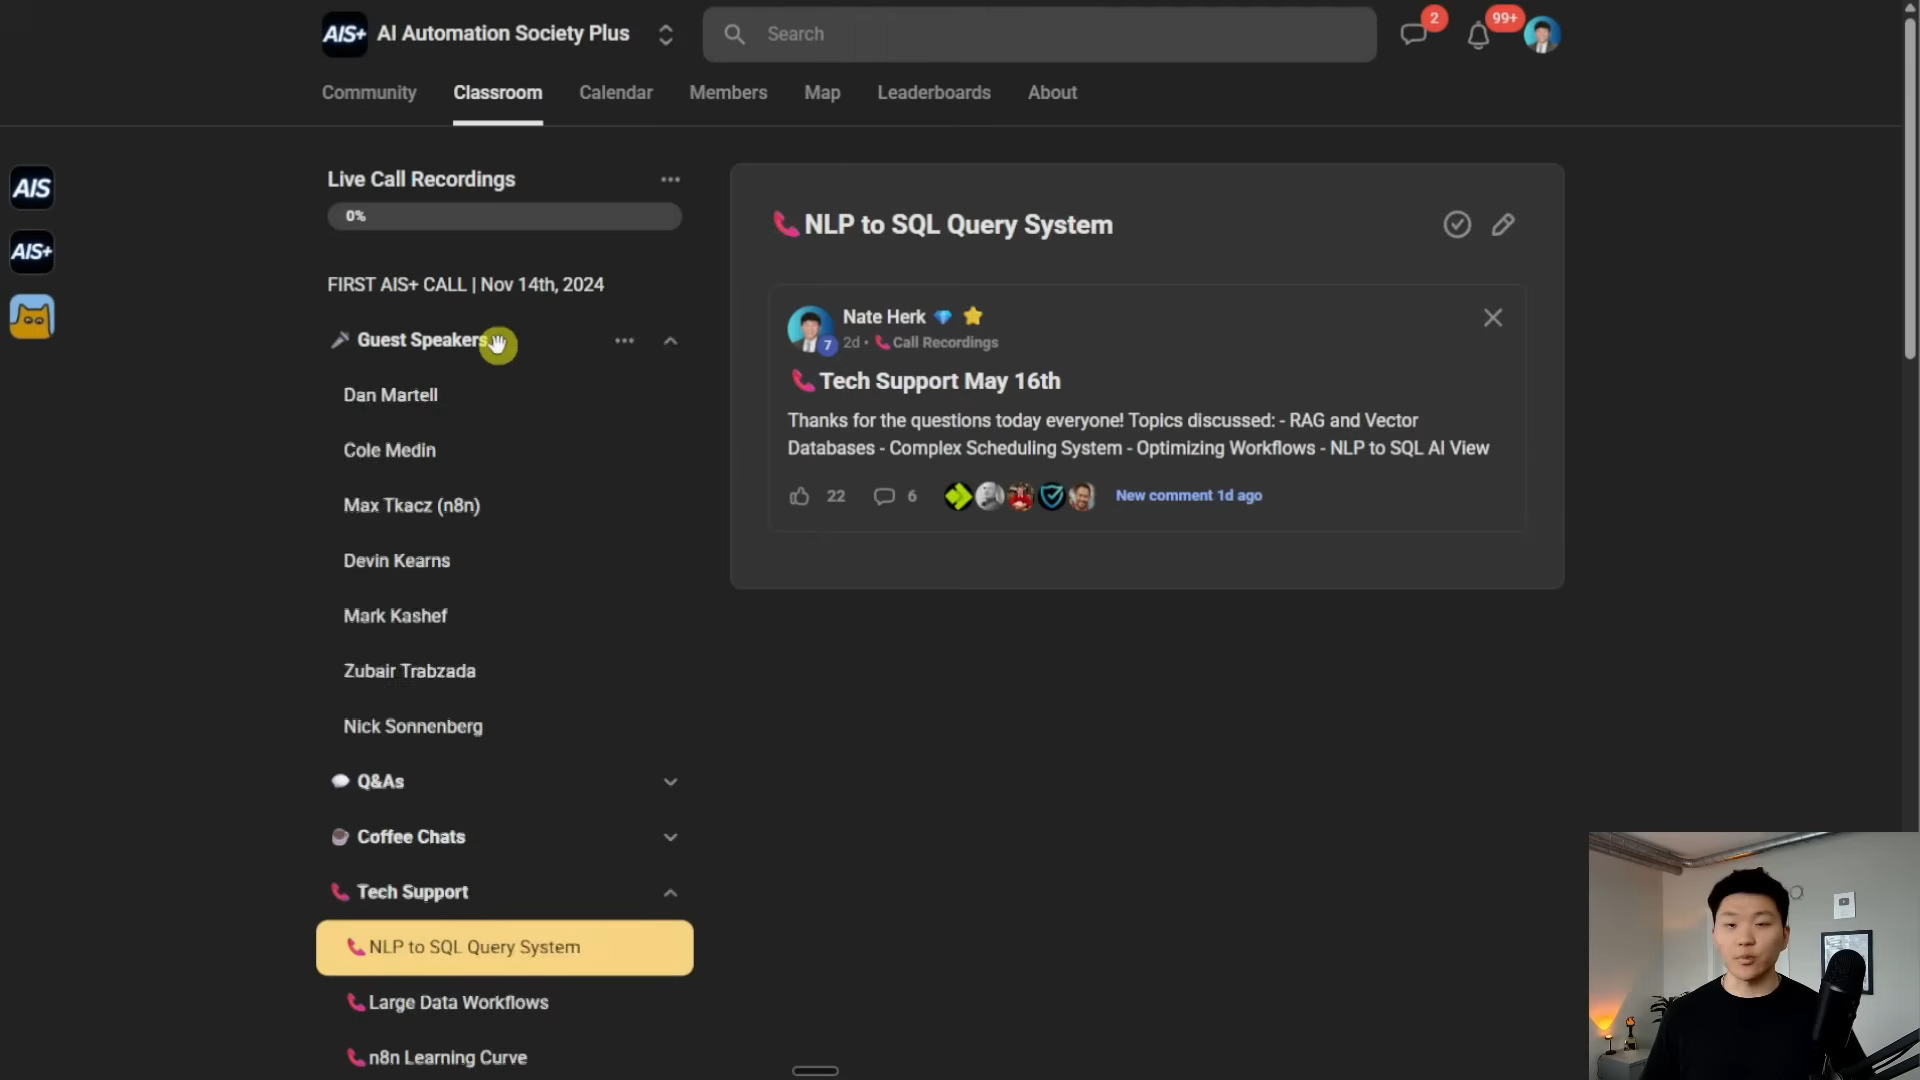 AIS+ AI Automation Society Plus
Search
2
99+
Community
Classroom
Calendar
Members
Map
Leaderboards
About
AIS
AIS+
Live Call Recordings
0%
FIRST AIS+ CALL | Nov 14th, 2024
Guest Speakers
Dan Martell
Cole Medin
Max Tkacz (n8n)
Devin Kearns
Mark Kashef
Zubair Trabzada
Nick Sonnenberg
Q&As
Coffee Chats
Tech Support
NLP to SQL Query System
Large Data Workflows
n8n Learning Curve
NLP to SQL Query System
Nate Herk
7
2d • Call Recordings
Tech Support May 16th
Thanks for the questions today everyone! Topics discussed: - RAG and Vector
Databases - Complex Scheduling System - Optimizing Workflows - NLP to SQL AI View
22
6
New comment 1d ago